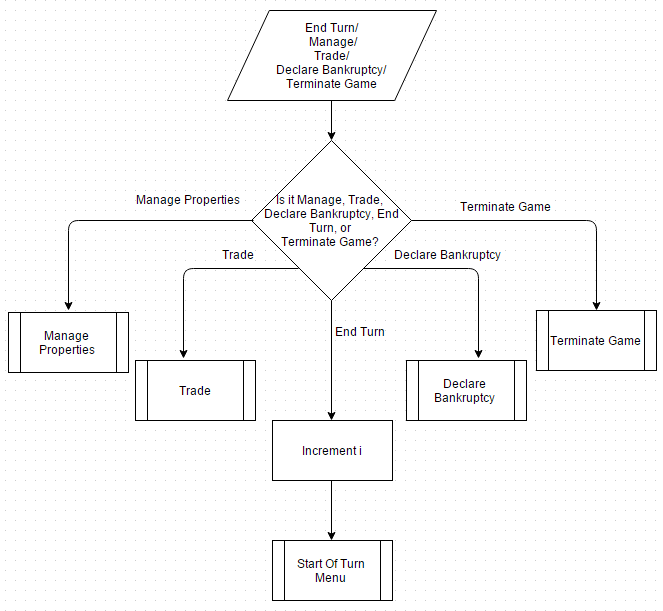 End Turn/
Manage/
Trade/
Declare Bankruptcy/
Terminate Game
Is it Manage, Trade,
Declare Bankruptcy, End
Turn, or
Terminate Game?
Manage Properties
Terminate Game
Trade
Declare Bankruptcy
End Turn
Manage
Properties
Trade
Declare
Bankruptcy
Terminate Game
Increment i
Start Of Turn
Menu